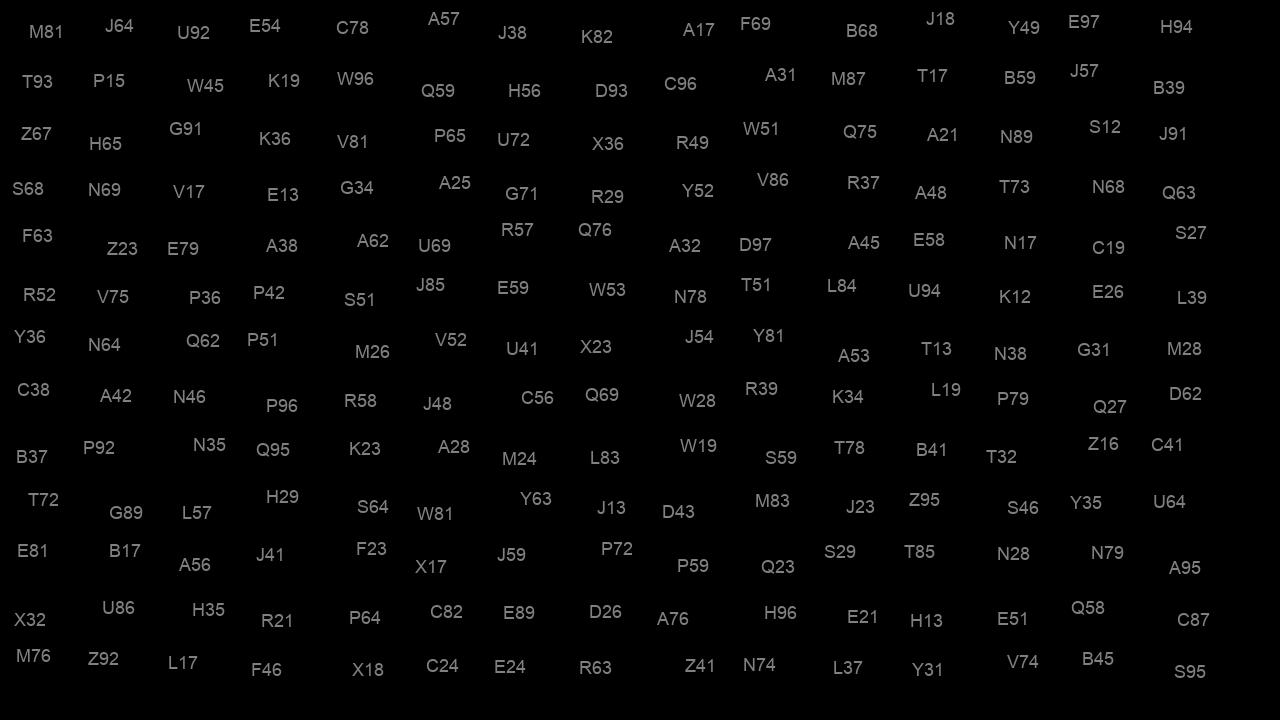 M81 J64 U92 E54 C78 A57 J38 K82 A17 F69 B68 J18 Y49 E97 H94
T93 P15 W45 K19 W96 Q59 H56 D93 C96 A31 M87 T17 B59 J57 B39
Z67 H65 G91 K36 V81 P65 U72 X36 R49 W51 Q75 A21 N89 S12 J91
S68 N69 V17 E13 G34 A25 G71 R29 Y52 V86 R37 A48 T73 N68 Q63
F63 Z23 E79 A38 A62 U69 R57 Q76 A32 D97 A45 E58 N17 C19 S27
R52 V75 P36 P42 S51 J85 E59 W53 N78 T51 L84 U94 K12 E26 L39
Y36 N64 Q62 P51 M26 V52 U41 X23 J54 Y81 A53 T13 N38 G31 M28
C38 A42 N46 P96 R58 J48 C56 Q69 W28 R39 K34 L19 P79 Q27 D62
B37 P92 N35 Q95 K23 A28 M24 L83 W19 S59 T78 B41 T32 Z16 C41
T72 G89 L57 H29 S64 W81 Y63 J13 D43 M83 J23 Z95 S46 Y35 U64
E81 B17 A56 J41 F23 X17 J59 P72 P59 Q23 S29 T85 N28 N79 A95
X32 U86 H35 R21 P64 C82 E89 D26 A76 H96 E21 H13 E51 Q58 C87
M76 Z92 L17 F46 X18 C24 E24 R63 Z41 N74 L37 Y31 V74 B45 S95